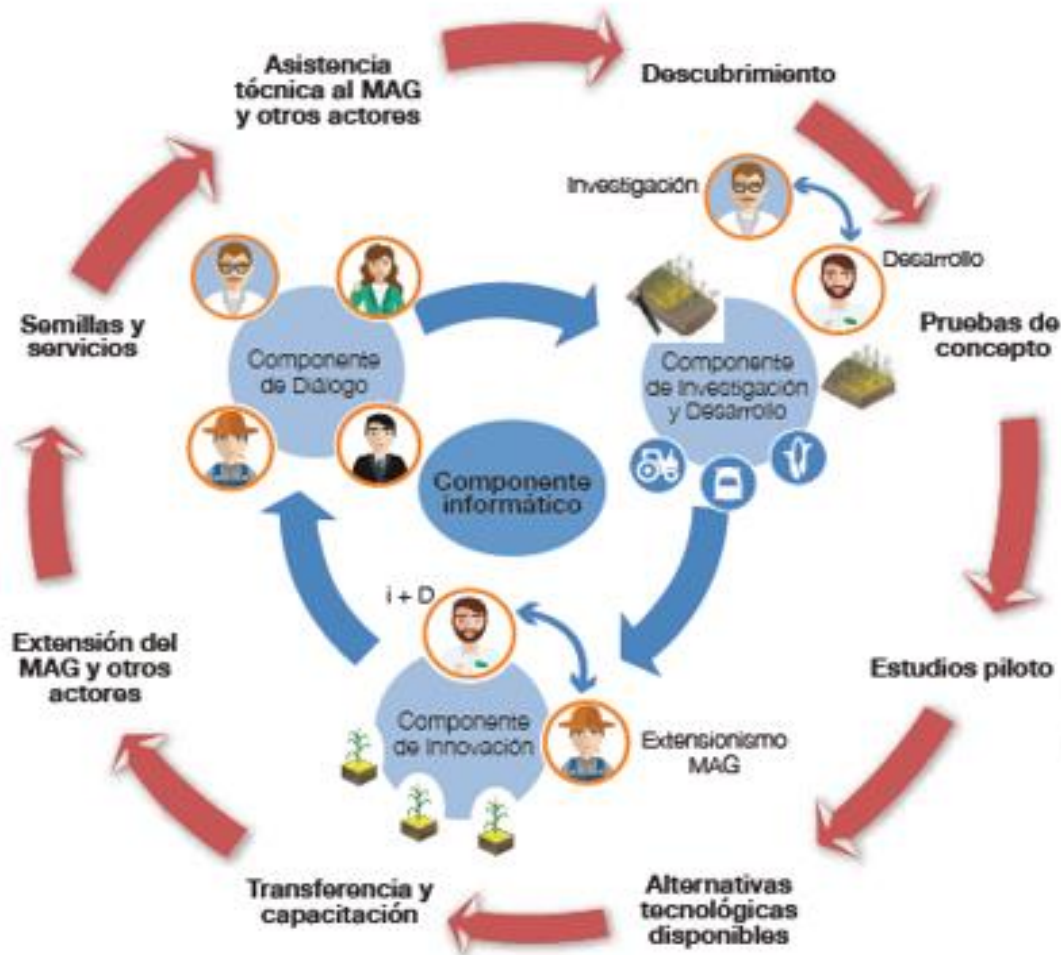 Asistencia
técnica al MAG
y otros actores
Descubrimiento
Investigación
Desarrollo
Semillas y
servicios
Componente
de Diálogo
Componente
de Investigación
y Desarrollo
Pruebas de
concepto
Componente
informático
i + D
Extensión del
MAG y otros
actores
Estudios piloto
Componente
de Innovación
Extensionismo
MAG
Transferencia y
capacitación
Alternativas
tecnológicas
disponibles